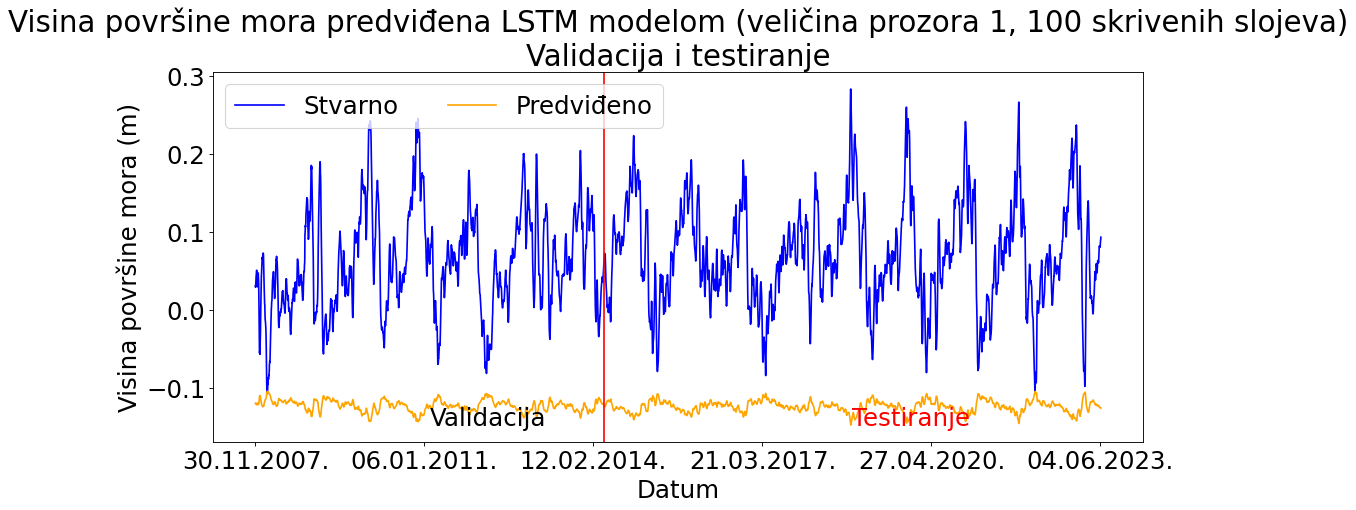 Visina površine mora predviđena LSTM modelom (veličina prozora 1, 100 skrivenih slojeva)
Validacija i testiranje
Stvarno
Predviđeno
Visina površine mora (m)
0.3
0.2
0.1
0.0
−0.1
Validacija
Testiranje
30.11.2007.
06.01.2011.
12.02.2014.
21.03.2017.
27.04.2020.
04.06.2023.
Datum